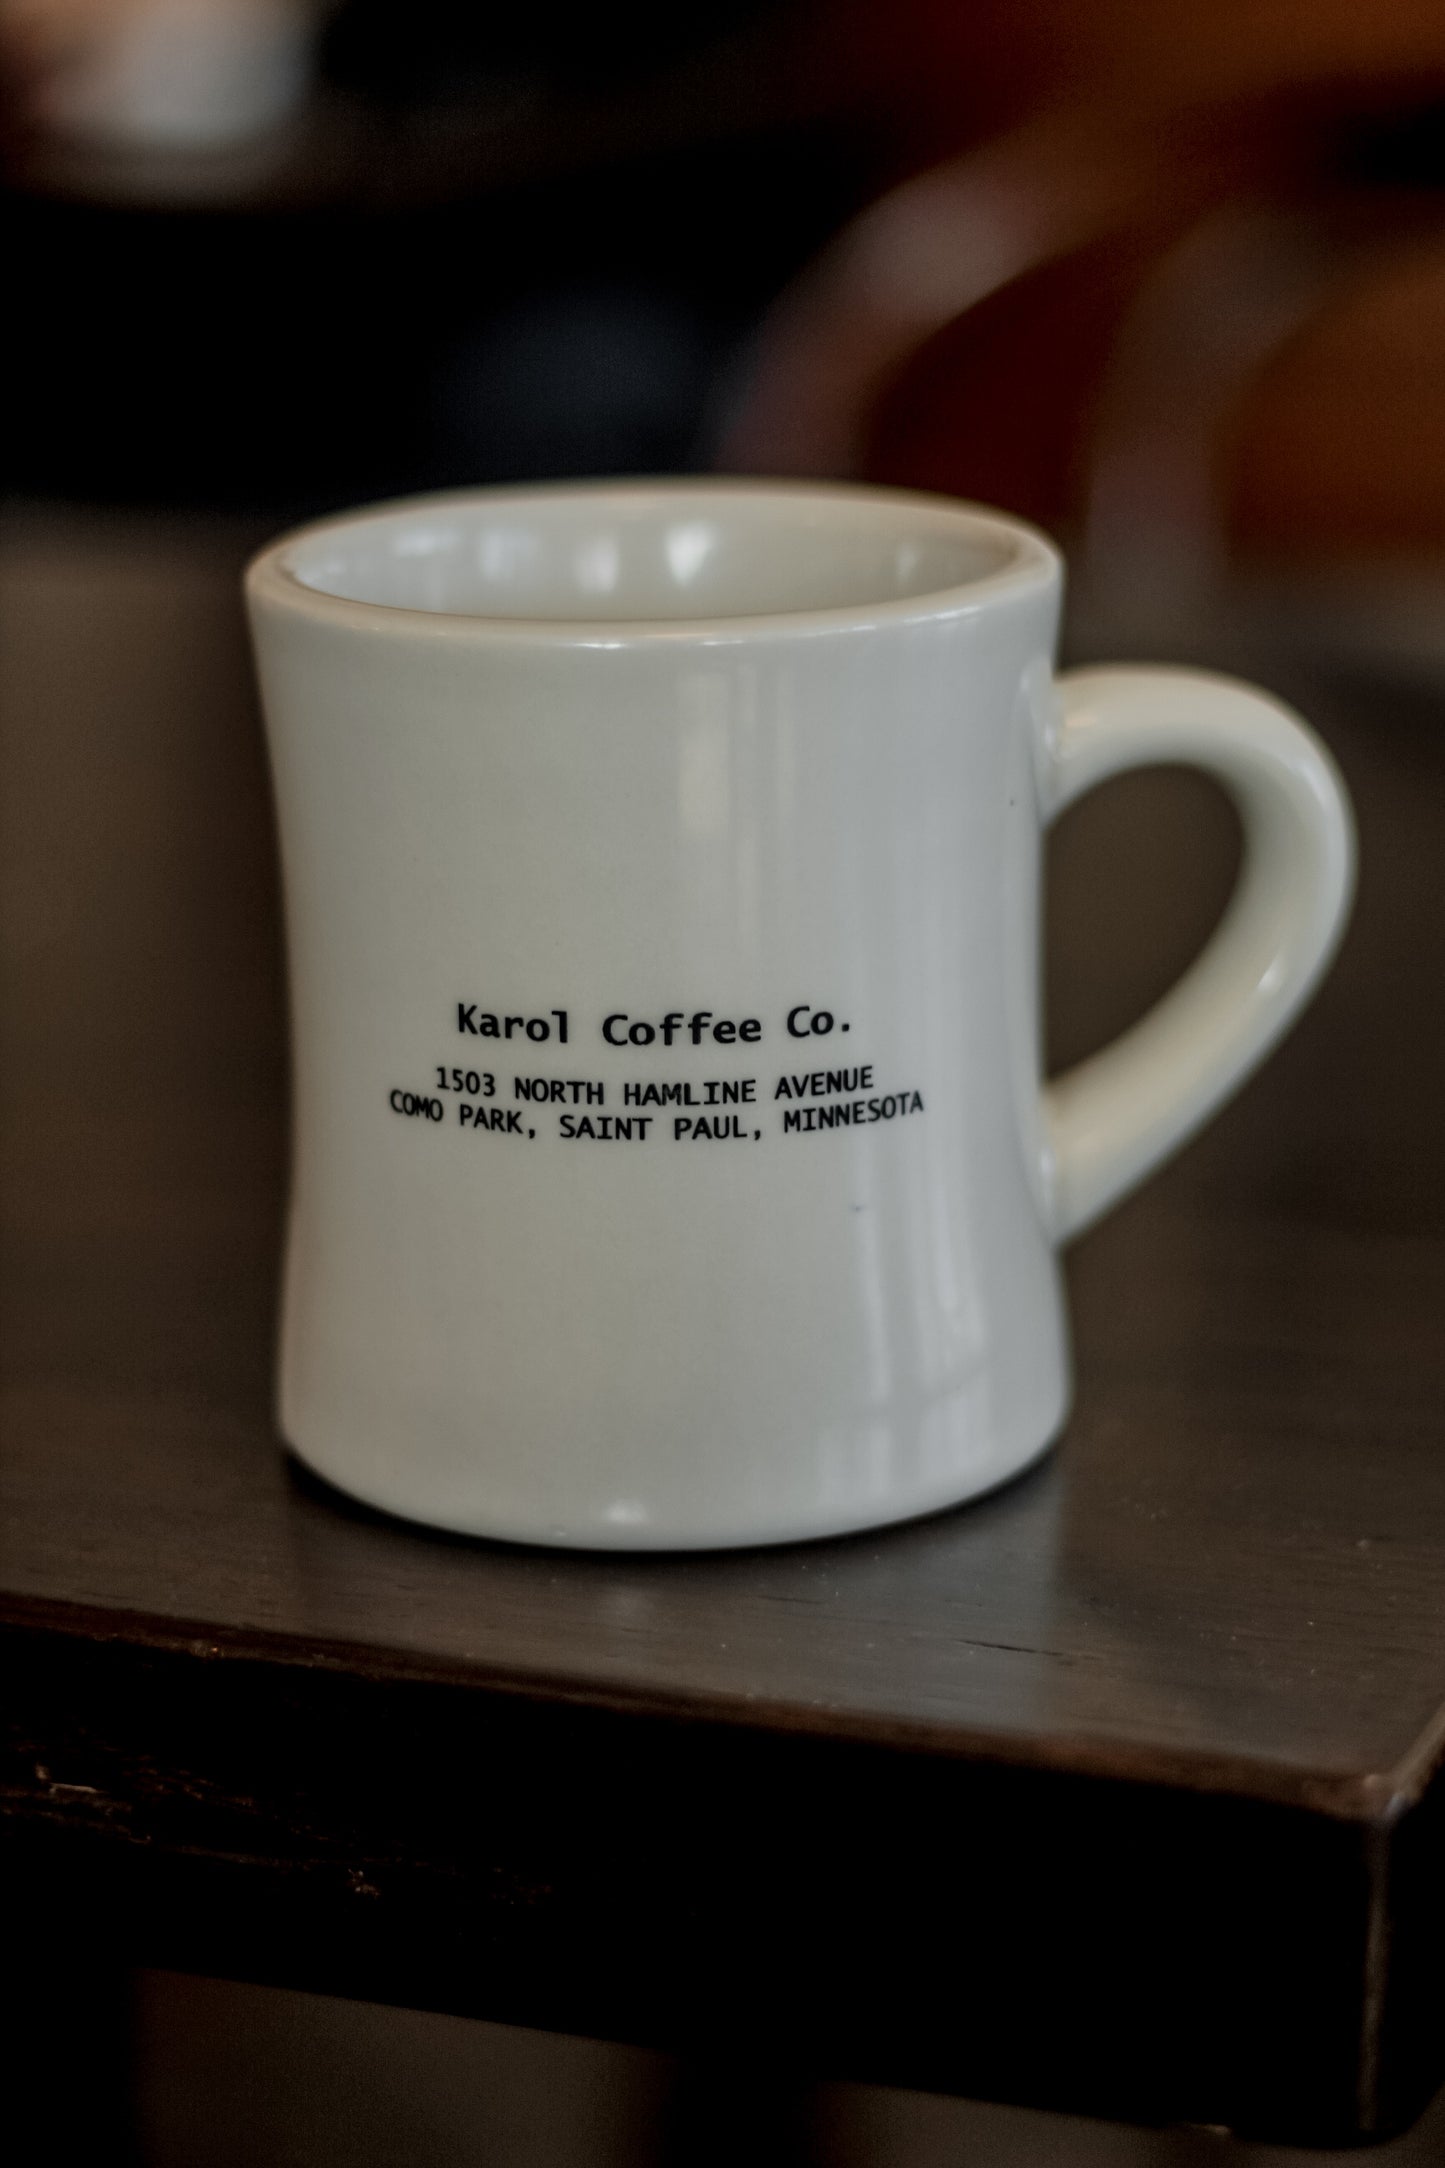 Karol Coffee Co.
1503 NORTH HAMLINE AVENUE
COMO PARK, SAINT PAUL, MINNESOTA